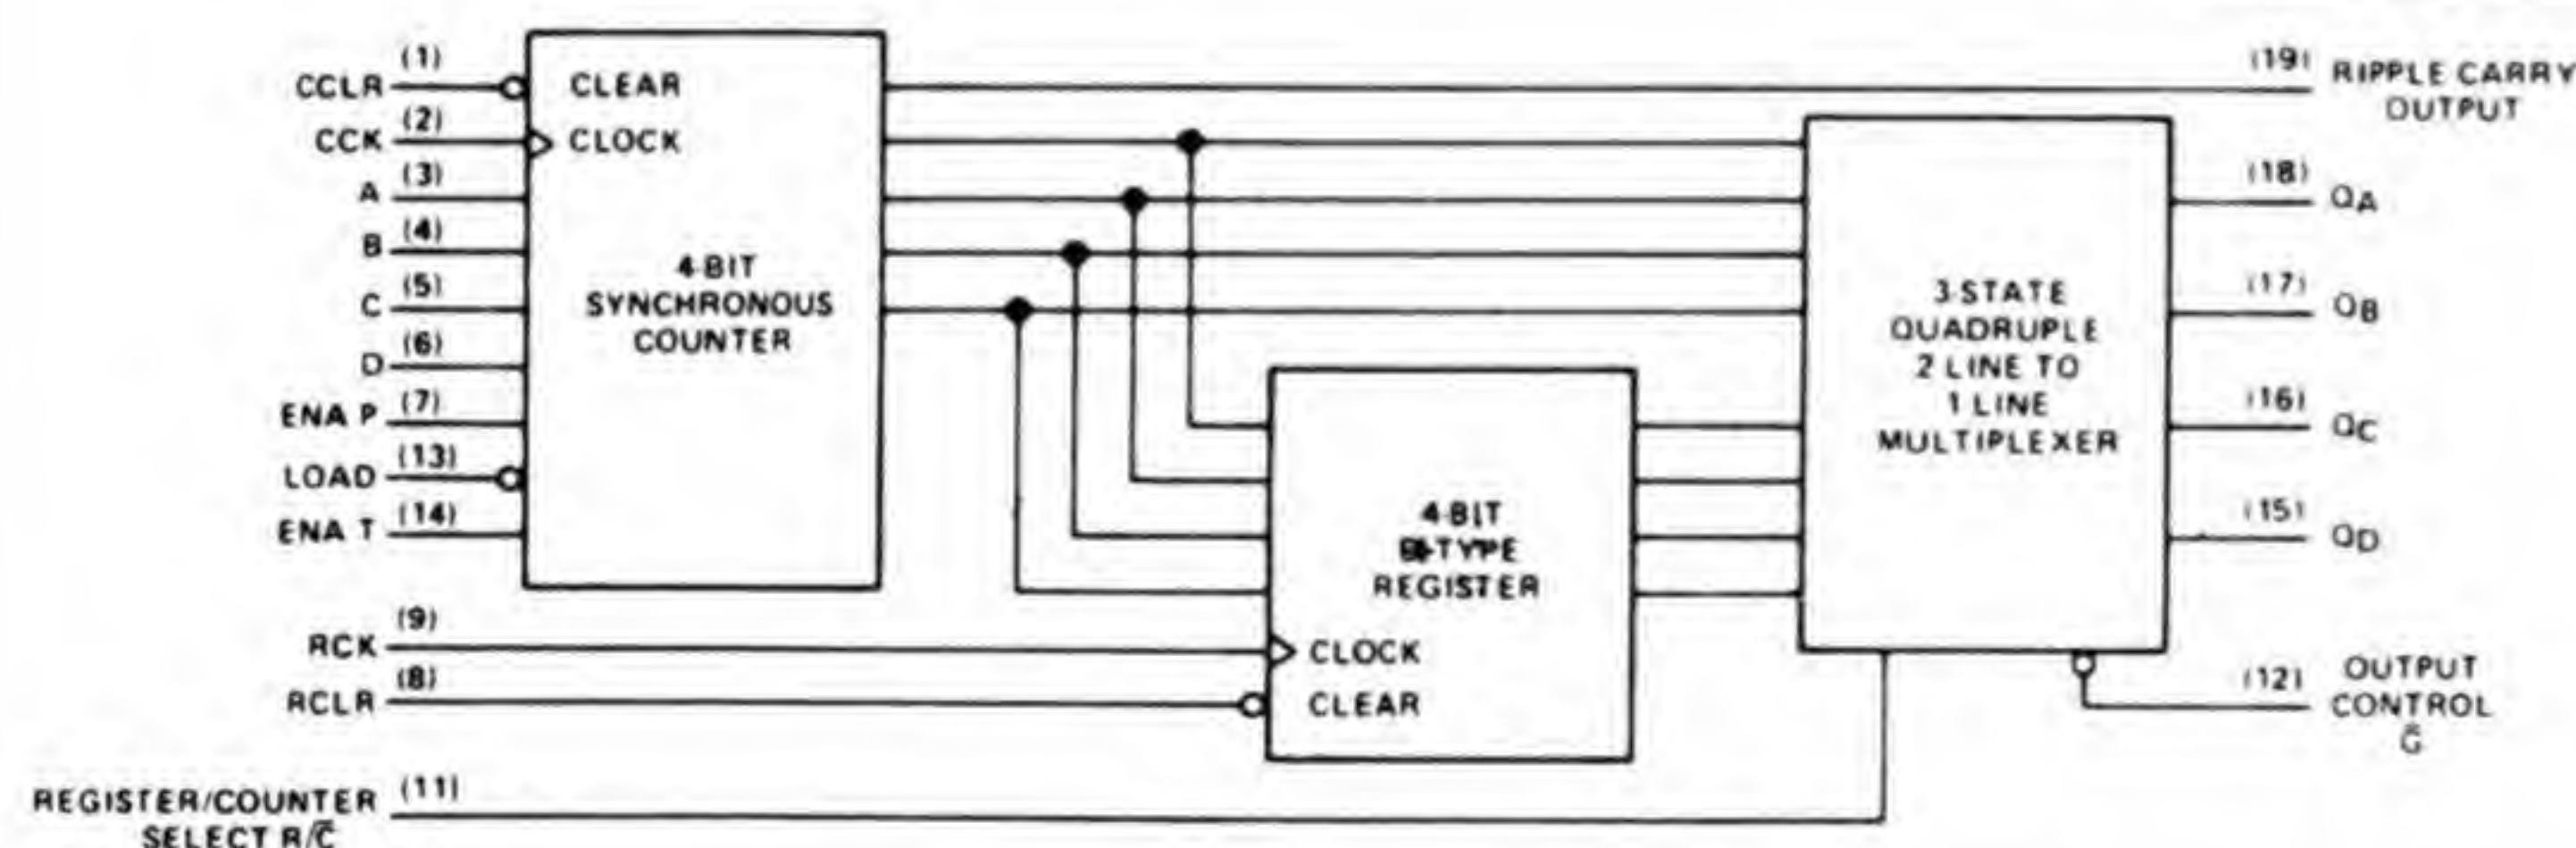 (1)
CCLR
CLEAR
(2)
CCK
CLOCK
(3)
A
(4)
B
(5)
C
(6)
D
(7)
ENA P
(13)
LOAD
(14)
ENA T
4-BIT
SYNCHRONOUS
COUNTER
(9)
RCK
(8)
RCLR
(11)
REGISTER/COUNTER
SELECT R/C̅
4-BIT
REGISTER
CLOCK
CLEAR
3-STATE
QUADRUPLE
2 LINE TO
1 LINE
MULTIPLEXER
(19)
RIPPLE CARRY
OUTPUT
(18)
QA
(17)
QB
(16)
QC
(15)
QD
(12)
OUTPUT
CONTROL
G̅